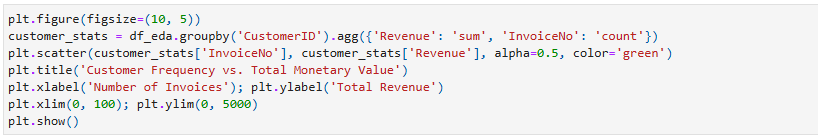 plt.figure(figsize=(10, 5))
customer_stats = df_eda.groupby('CustomerID').agg({'Revenue': 'sum', 'InvoiceNo': 'count'})
plt.scatter(customer_stats['InvoiceNo'], customer_stats['Revenue'], alpha=0.5, color='green')
plt.title('Customer Frequency vs. Total Monetary Value')
plt.xlabel('Number of Invoices'); plt.ylabel('Total Revenue')
plt.xlim(0, 100); plt.ylim(0, 5000)
plt.show()